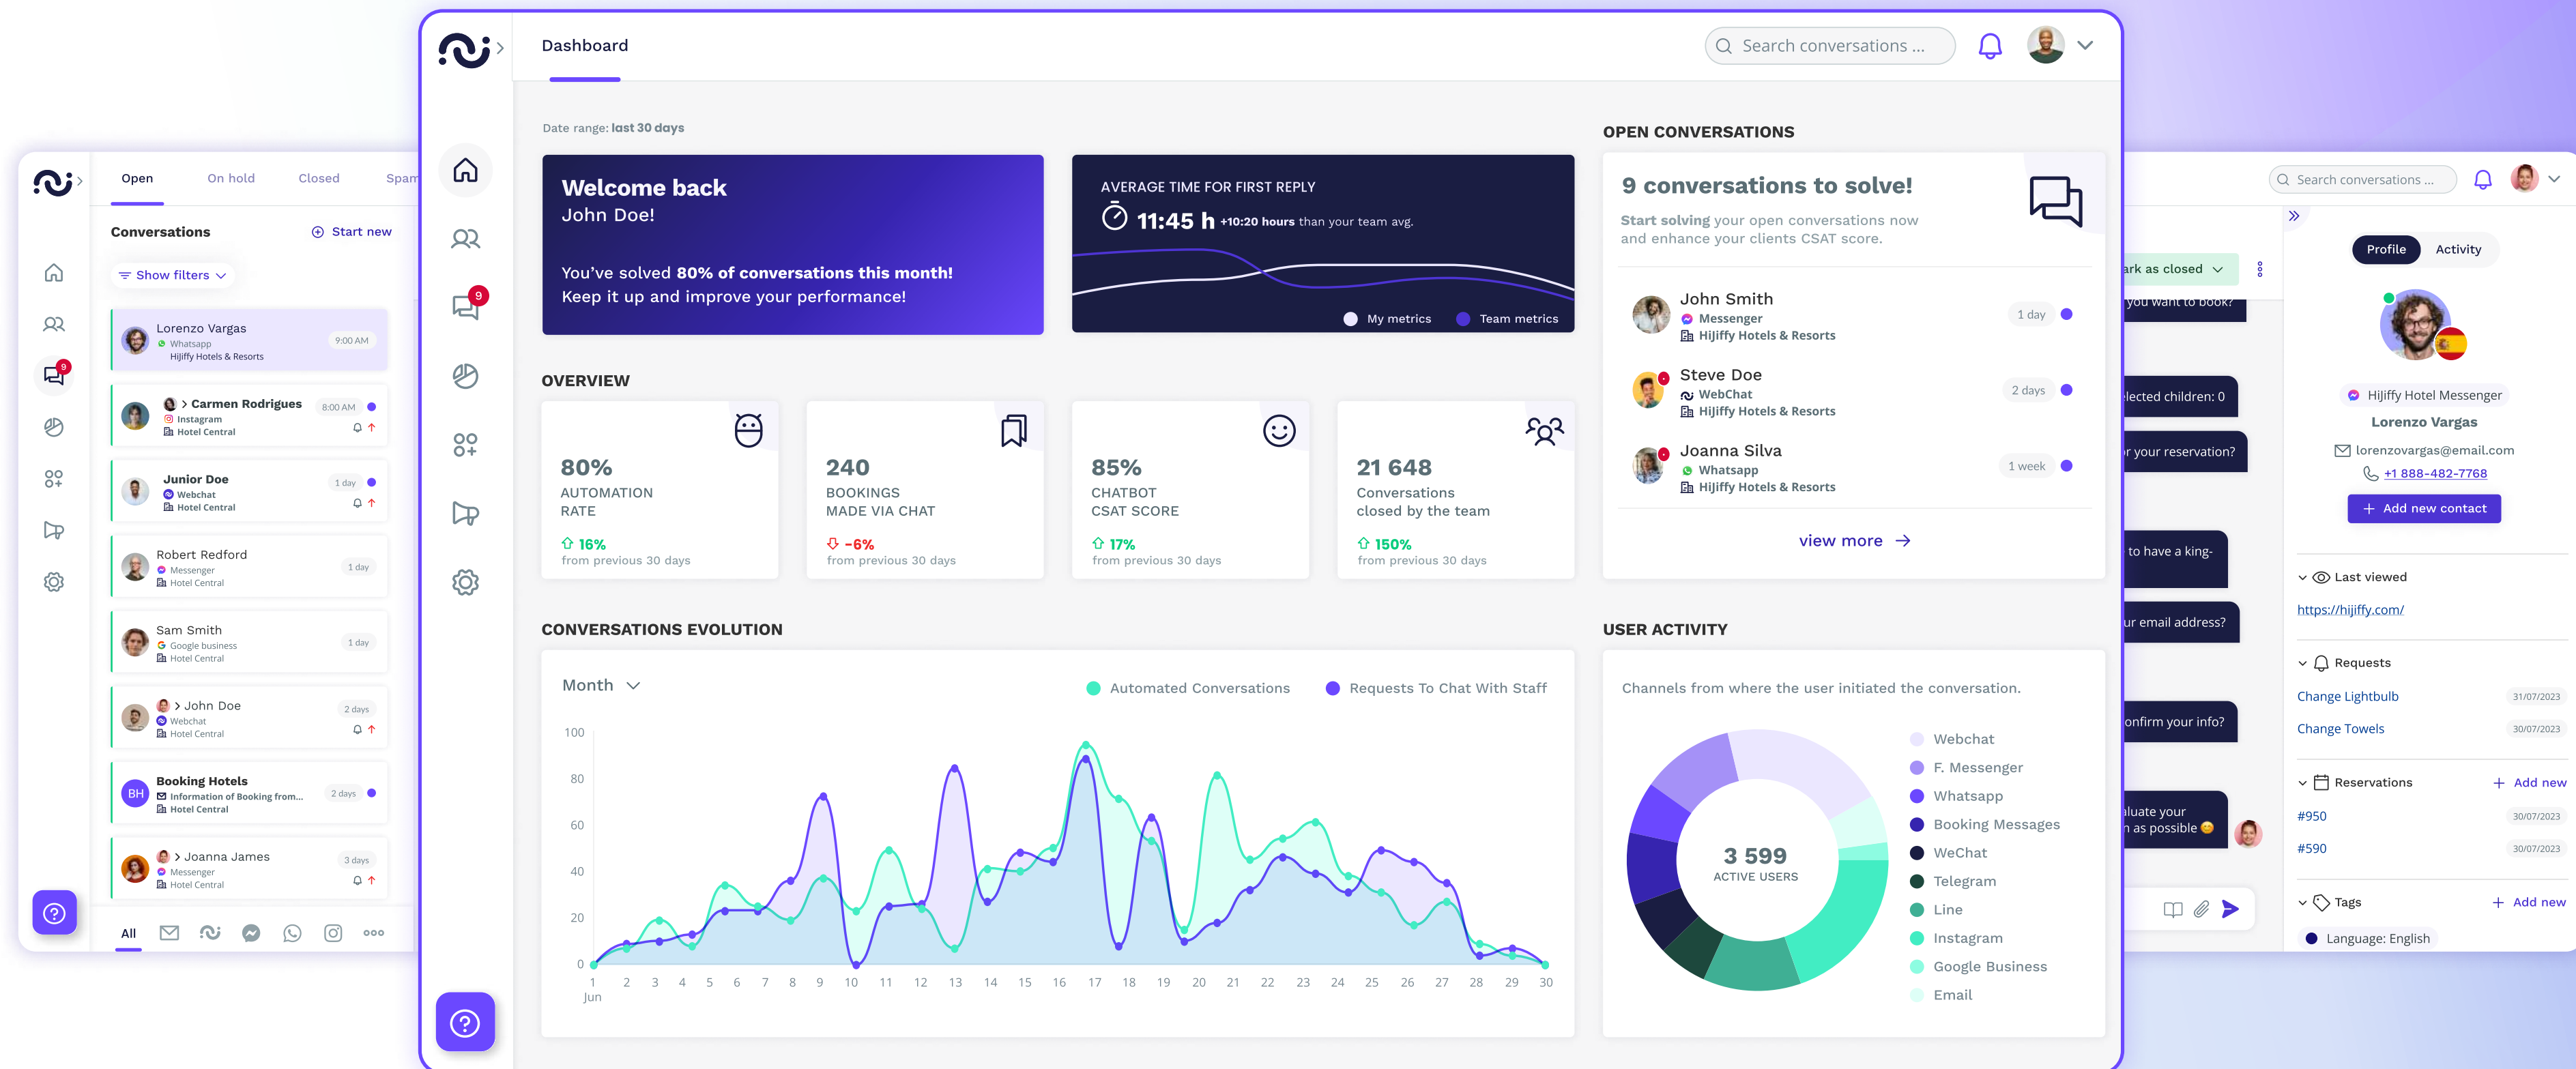 Open
On hold
Closed
Spam
Conversations
Start new
Show filters
Lorenzo Vargas
Whatsapp
HiJiffy Hotels & Resorts
9:00 AM
9
Carmen Rodrigues
Instagram
Hotel Central
8:00 AM
Junior Doe
Webchat
Hotel Central
1 day
Robert Redford
Messenger
Hotel Central
1 day
Sam Smith
Google business
Hotel Central
1 day
John Doe
Webchat
Hotel Central
2 days
BH
Booking Hotels
Information of Booking from...
Hotel Central
2 days
Joanna James
Messenger
Hotel Central
3 days
All
Dashboard
Search conversations ...
9
Date range: last 30 days
Welcome back
John Doe!
You've solved 80% of conversations this month!
Keep it up and improve your performance!
AVERAGE TIME FOR FIRST REPLY
11:45 h +10:20 hours than your team avg.
My metrics
Team metrics
OVERVIEW
80%
AUTOMATION
RATE
16%
from previous 30 days
240
BOOKINGS
MADE VIA CHAT
-6%
from previous 30 days
85%
CHATBOT
CSAT SCORE
17%
from previous 30 days
21 648
Conversations
closed by the team
150%
from previous 30 days
OPEN CONVERSATIONS
9 conversations to solve!
Start solving your open conversations now
and enhance your clients CSAT score.
John Smith
Messenger
HiJiffy Hotels & Resorts
1 day
Steve Doe
WebChat
HiJiffy Hotels & Resorts
2 days
Joanna Silva
Whatsapp
HiJiffy Hotels & Resorts
1 week
view more
CONVERSATIONS EVOLUTION
Month
Automated Conversations
Requests To Chat With Staff
100
80
60
40
20
0
1 2 3 4 5 6 7 8 9 10 11 12 13 14 15 16 17 18 19 20 21 22 23 24 25 26 27 28 29 30
Jun
USER ACTIVITY
Channels from where the user initiated the conversation.
3 599
ACTIVE USERS
Webchat
F. Messenger
Whatsapp
Booking Messages
WeChat
Telegram
Line
Instagram
Google Business
Email
Search conversations ...
ark as closed
you want to book?
lected children: 0
r your reservation?
to have a king-
ur email address?
onfirm your info?
aluate your
n as possible 😊
Profile
Activity
HiJiffy Hotel Messenger
Lorenzo Vargas
lorenzovargas@email.com
+1 888-482-7768
Add new contact
Last viewed
https://hijiffy.com/
Requests
Change Lightbulb
31/07/2023
Change Towels
30/07/2023
Reservations
Add new
#950
30/07/2023
#590
30/07/2023
Tags
Add new
Language: English